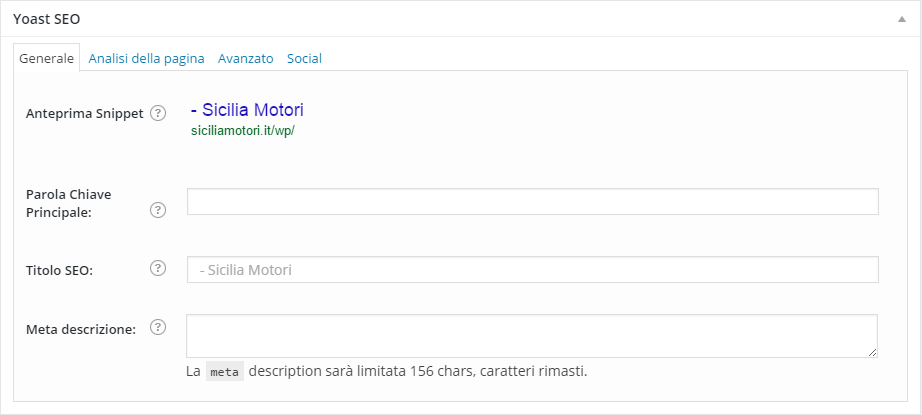 Yoast SEO
Generale Analisi della pagina Avanzato Social
Anteprima Snippet ? - Sicilia Motori
siciliamotori.it/wp/
Parola Chiave
Principale: ?
Titolo SEO: ? - Sicilia Motori
Meta descrizione: ?
La meta description sarà limitata 156 chars, caratteri rimasti.